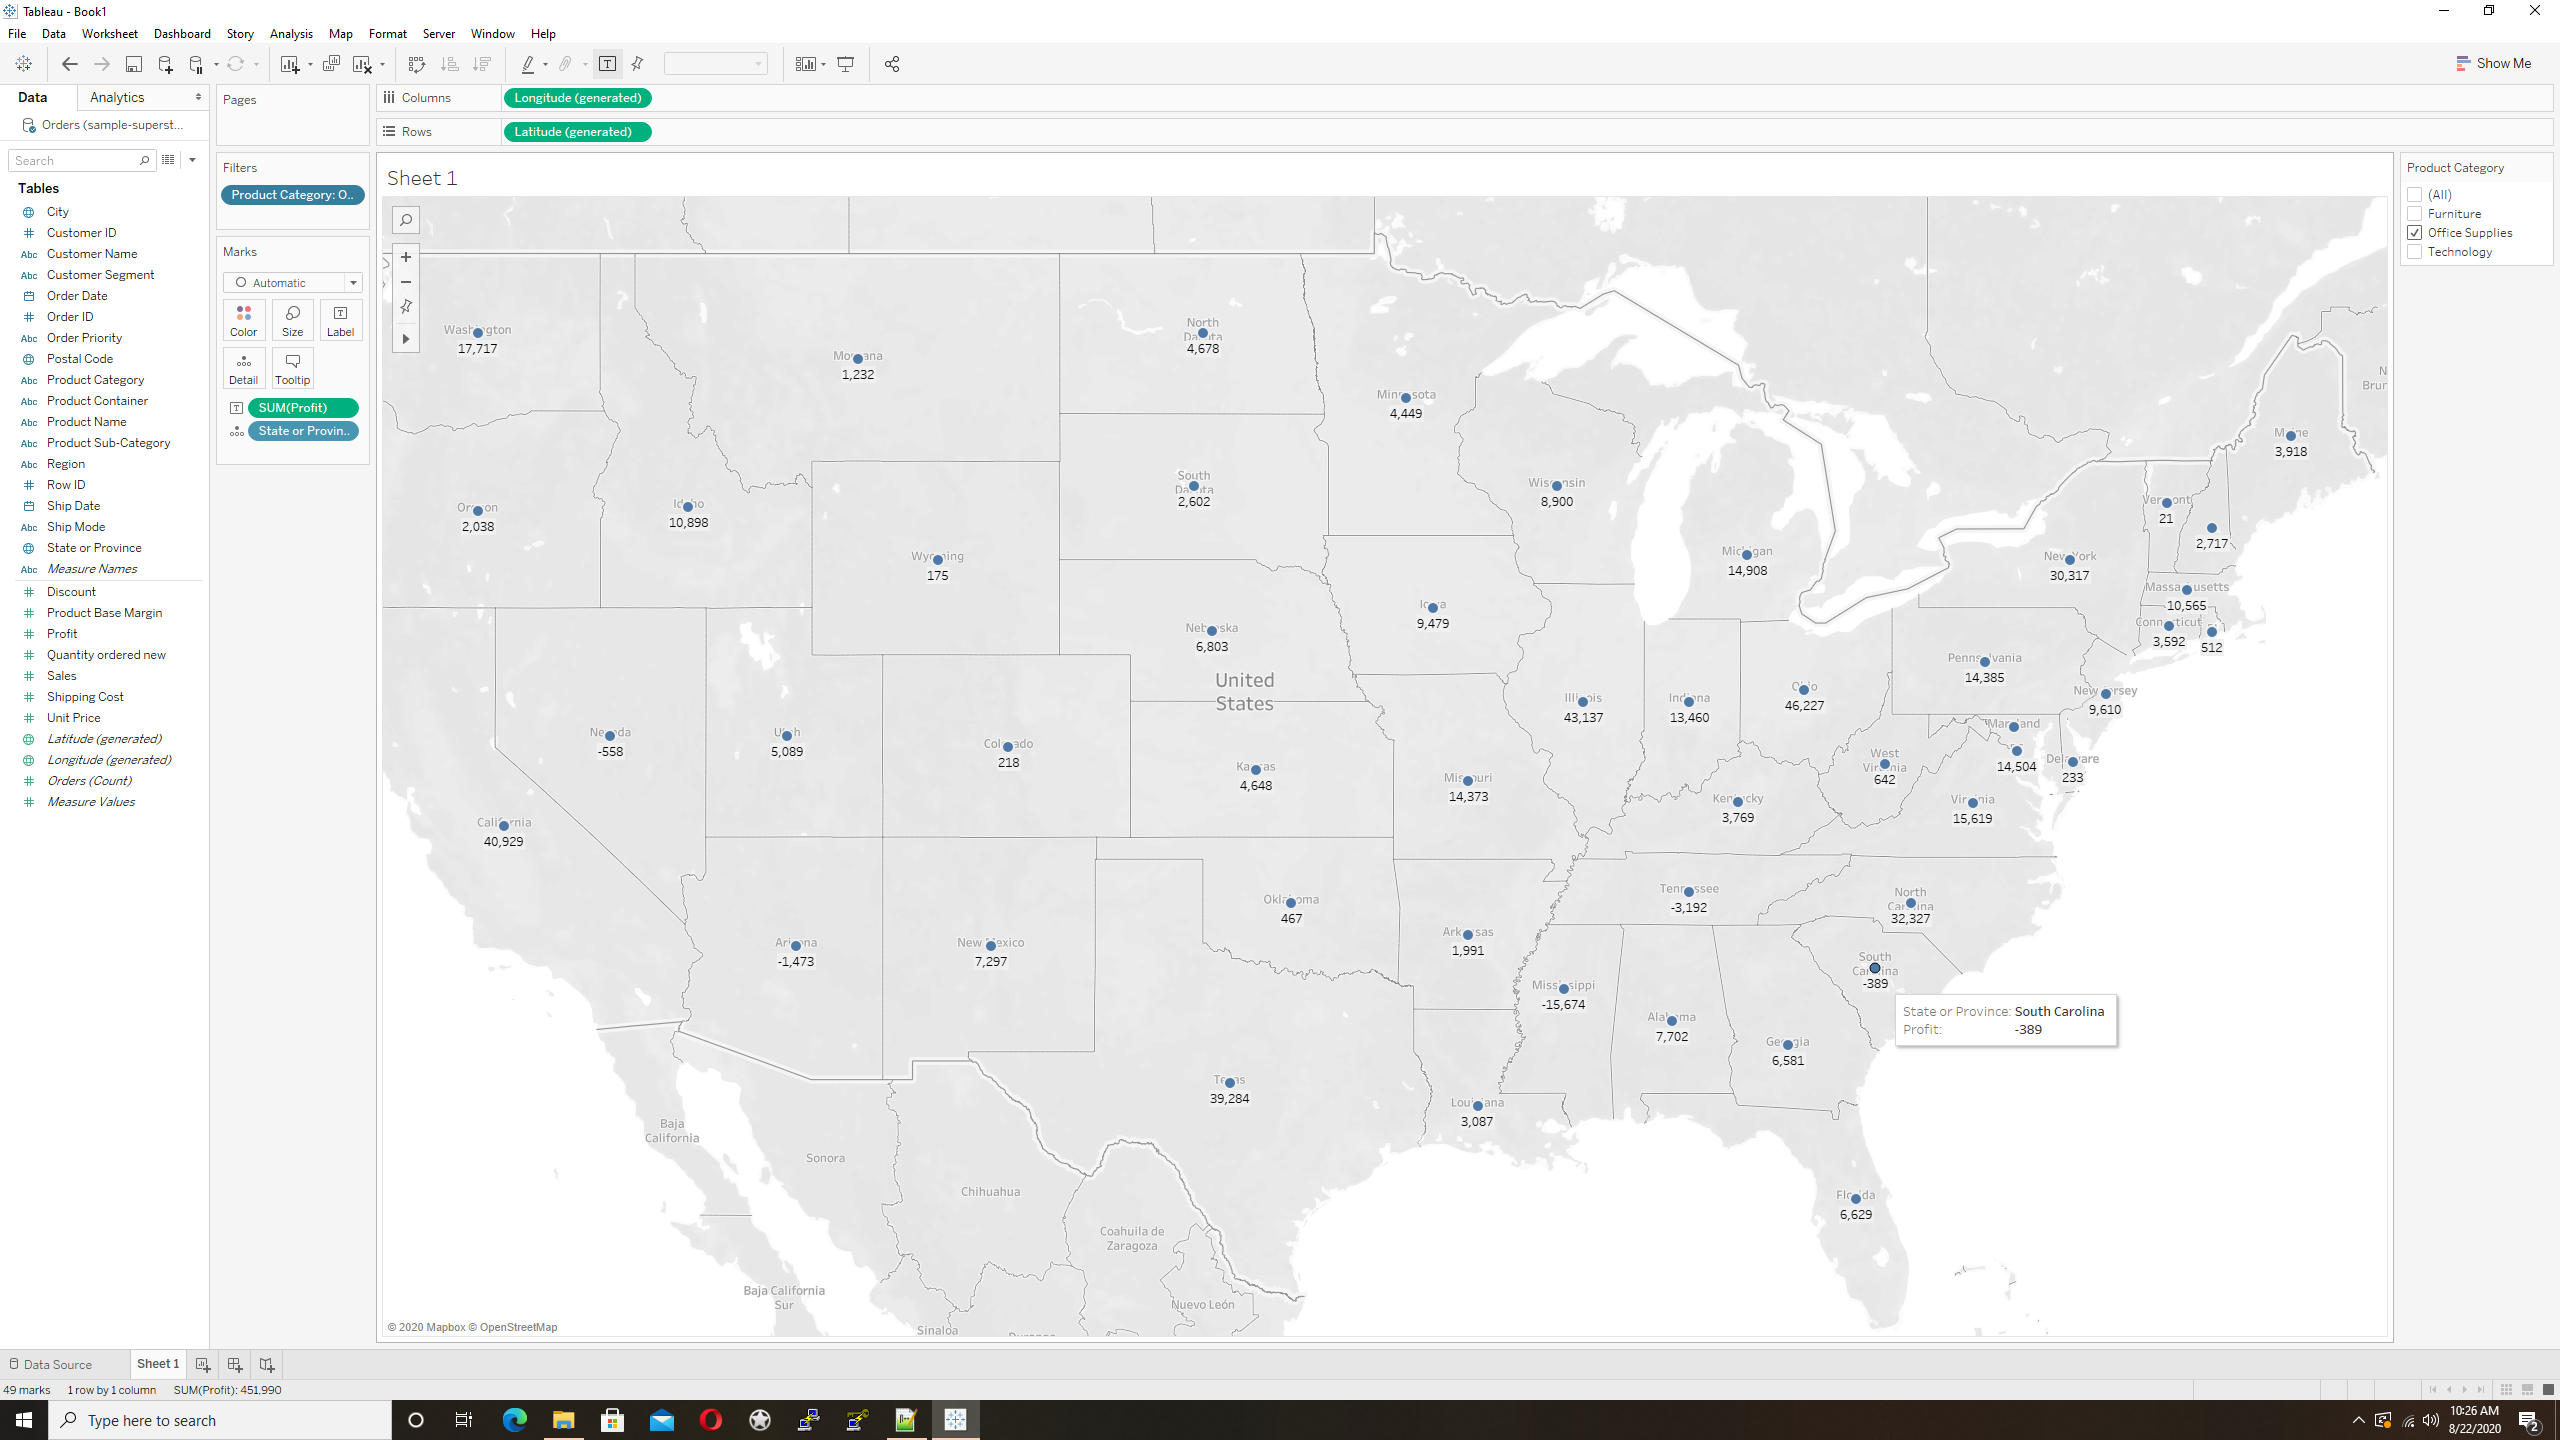 Tableau - Book1
File Data Worksheet Dashboard Story Analysis Map Format Server Window Help
Show Me
Data Analytics
Orders (sample-superst...
Search
Tables
City
Customer ID
Abc Customer Name
Abc Customer Segment
Order Date
Order ID
Abc Order Priority
Postal Code
Abc Product Category
Abc Product Container
Abc Product Name
Abc Product Sub-Category
Abc Region
Row ID
Ship Date
Abc Ship Mode
State or Province
Abc Measure Names
Discount
Product Base Margin
Profit
Quantity ordered new
Sales
Shipping Cost
Unit Price
Latitude (generated)
Longitude (generated)
Orders (Count)
Measure Values
Pages
Filters
Product Category: O..
Marks
Automatic
Color Size Label
Detail Tooltip
SUM(Profit)
State or Provin..
Columns Longitude (generated)
Rows Latitude (generated)
Sheet 1
Washington
17,717
Montana
1,232
North
Dakota
4,678
Minnesota
4,449
Maine
3,918
Oregon
2,038
Idaho
10,898
South
Dakota
2,602
Wisconsin
8,900
Vermont
21
2,717
Wyoming
175
Michigan
14,908
New York
30,317
Massachusetts
10,565
Connecticut
3,592
512
Iowa
9,479
Nebraska
6,803
United
States
Pennsylvania
14,385
New Jersey
9,610
Nevada
-558
Utah
5,089
Colorado
218
Kansas
4,648
Missouri
14,373
Illinois
43,137
Indiana
13,460
Ohio
46,227
Maryland
14,504
Delaware
233
West
Virginia
642
Virginia
15,619
Kentucky
3,769
California
40,929
Tennessee
-3,192
North
Carolina
32,327
Oklahoma
467
Arkansas
1,991
Arizona
-1,473
New Mexico
7,297
South
Carolina
-389
State or Province: South Carolina
Profit: -389
Mississippi
-15,674
Alabama
7,702
Georgia
6,581
Texas
39,284
Louisiana
3,087
Florida
6,629
Baja
California
Sonora
Chihuahua
Coahuila de
Zaragoza
Baja California
Sur
Nuevo León
Sinaloa
© 2020 Mapbox © OpenStreetMap
Product Category
(All)
Furniture
Office Supplies
Technology
Data Source Sheet 1
49 marks 1 row by 1 column SUM(Profit): 451,990
Type here to search
10:26 AM
8/22/2020
2